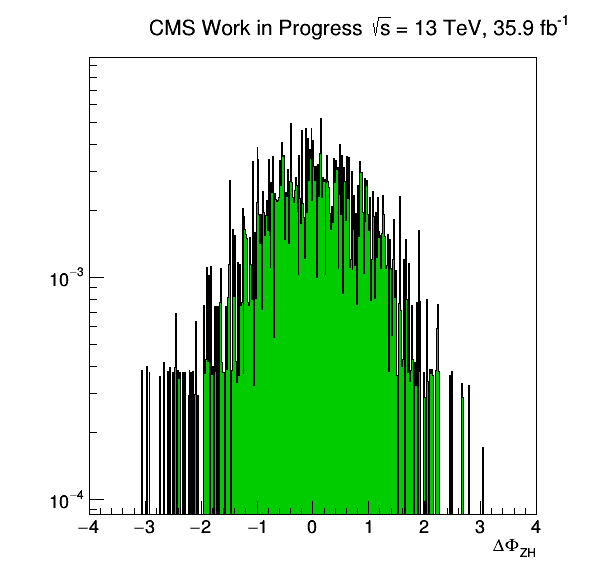 CMS Work in Progress √s = 13 TeV, 35.9 fb⁻¹
10⁻³
10⁻⁴
−4 −3 −2 −1 0 1 2 3 4
ΔΦ_ZH